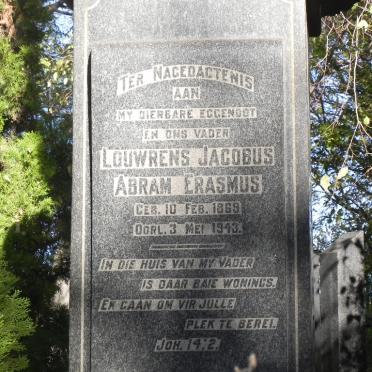 TER NAGEDACTENIS
AAN
MY DIERBARE EGGENOOT
EN ONS VADER
LOUWRENS JACOBUS
ABRAM ERASMUS
GEB. 10 FEB. 1869
OORL. 3 MEI 1943.
IN DIE HUIS VAN MY VADER
IS DAAR BAIE WONINGS.
EK GAAN OM VIR JULLE
PLEK TE BEREI.
JOH. 14:2.